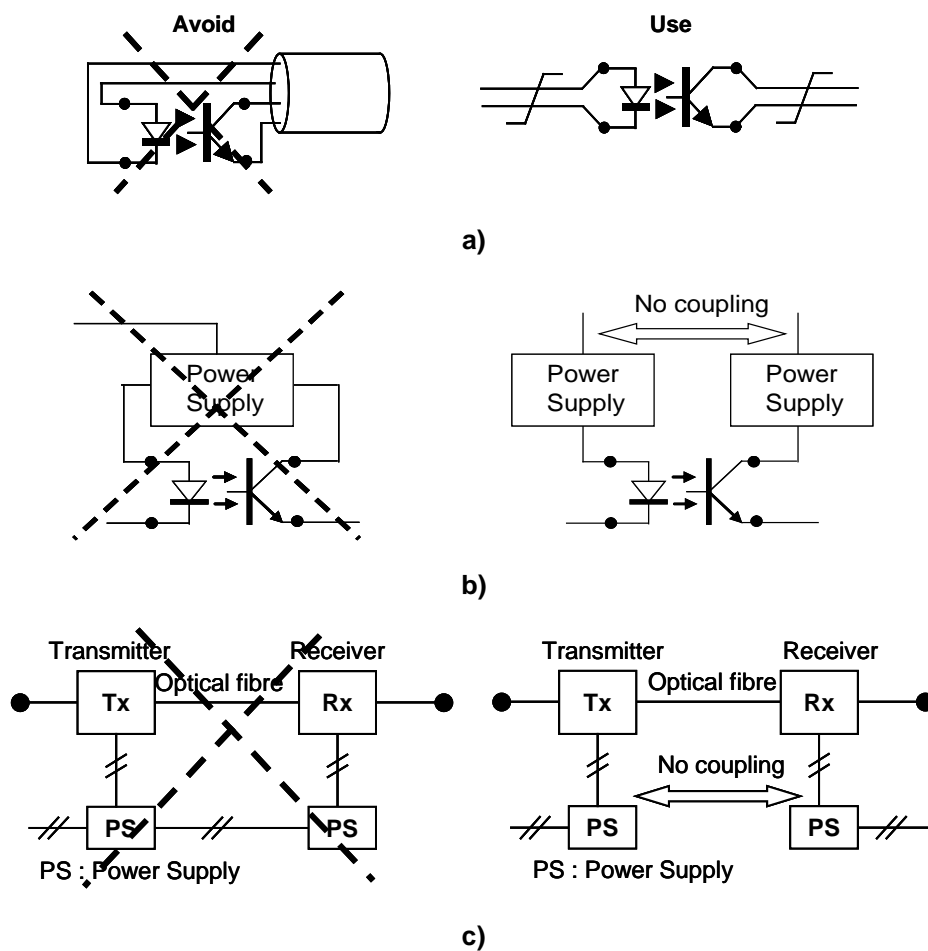 Avoid
Use
a)
Power
Supply
No coupling
Power
Supply
Power
Supply
b)
Transmitter
Receiver
Optical fibre
Tx
Rx
PS
PS
PS : Power Supply
Transmitter
Receiver
Optical fibre
Tx
Rx
No coupling
PS
PS
PS : Power Supply
c)